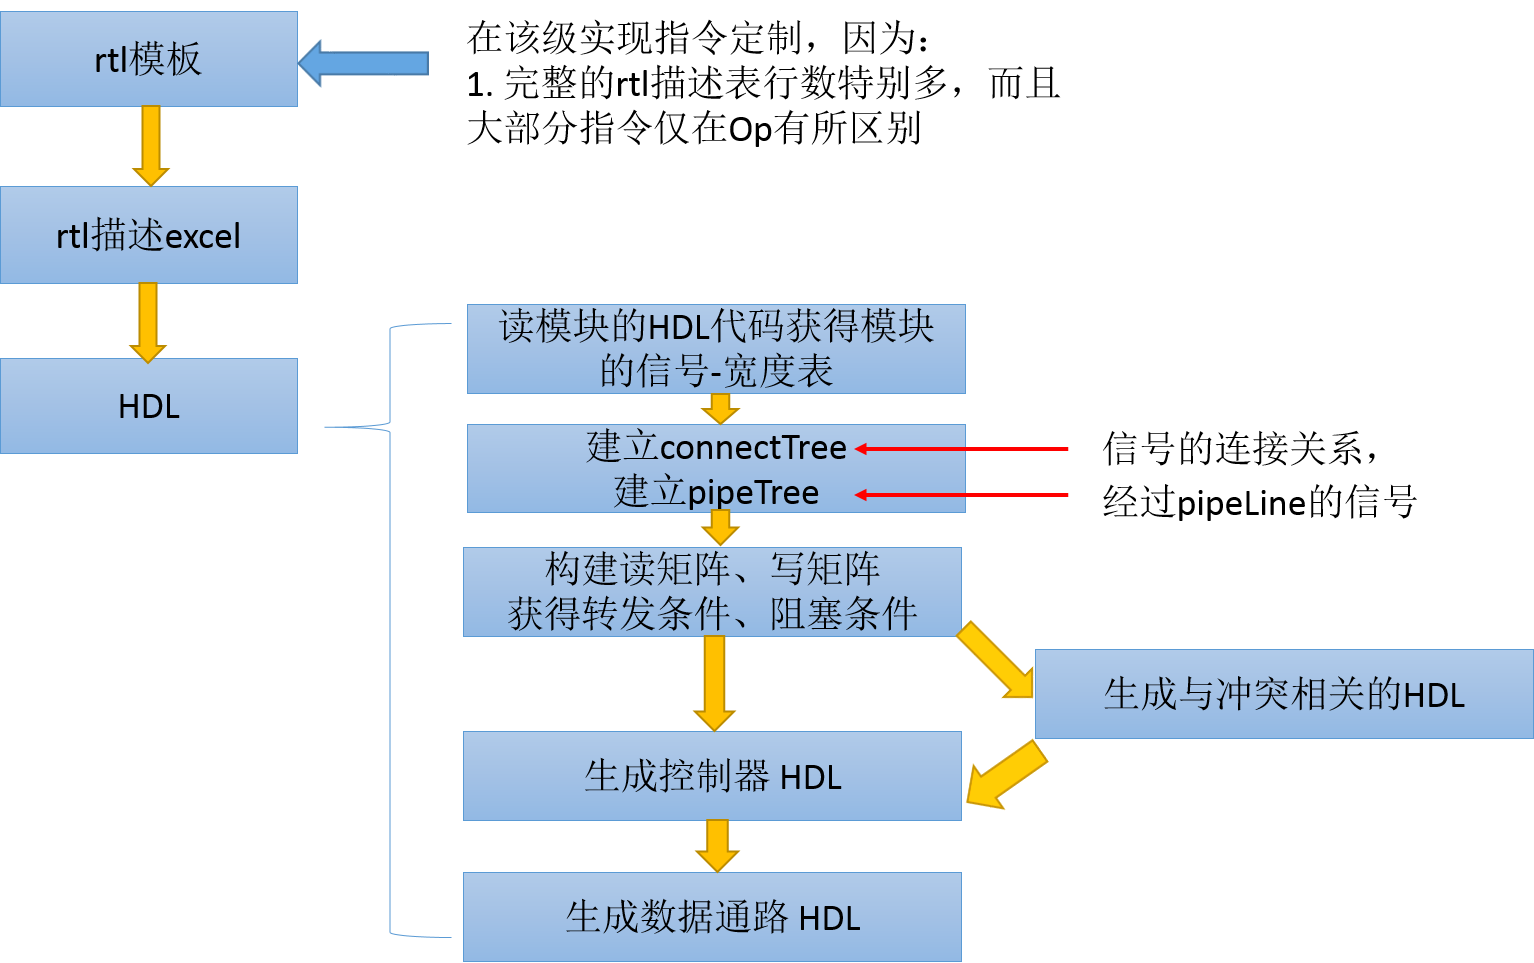 rtl模板
在该级实现指令定制，因为：
1. 完整的rtl描述表行数特别多，而且
大部分指令仅在Op有所区别
rtl描述excel
HDL
读模块的HDL代码获得模块
的信号-宽度表
建立connectTree
建立pipeTree
信号的连接关系，
经过pipeLine的信号
构建读矩阵、写矩阵
获得转发条件、阻塞条件
生成与冲突相关的HDL
生成控制器 HDL
生成数据通路 HDL